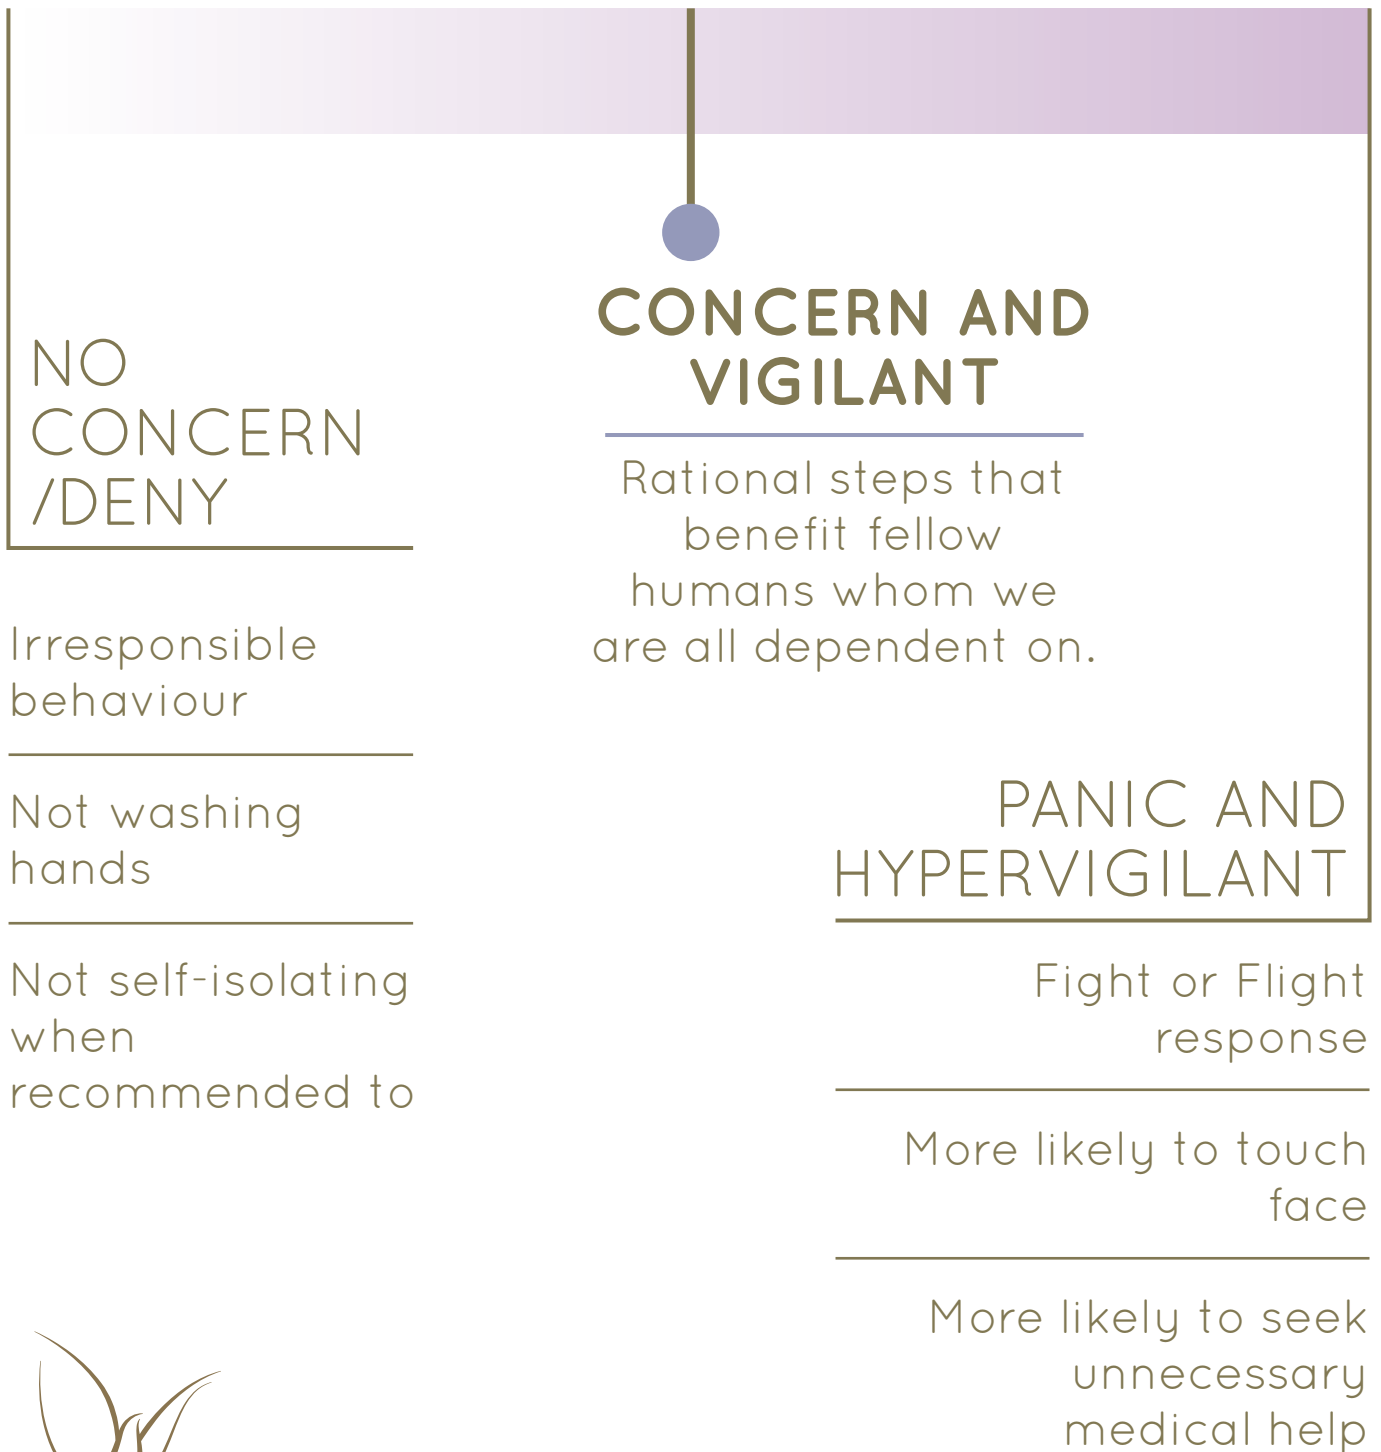 NO
CONCERN
/DENY
Irresponsible
behaviour
Not washing
hands
Not self-isolating
when
recommended to
CONCERN AND
VIGILANT
Rational steps that
benefit fellow
humans whom we
are all dependent on.
PANIC AND
HYPERVIGILANT
Fight or Flight
response
More likely to touch
face
More likely to seek
unnecessary
medical help